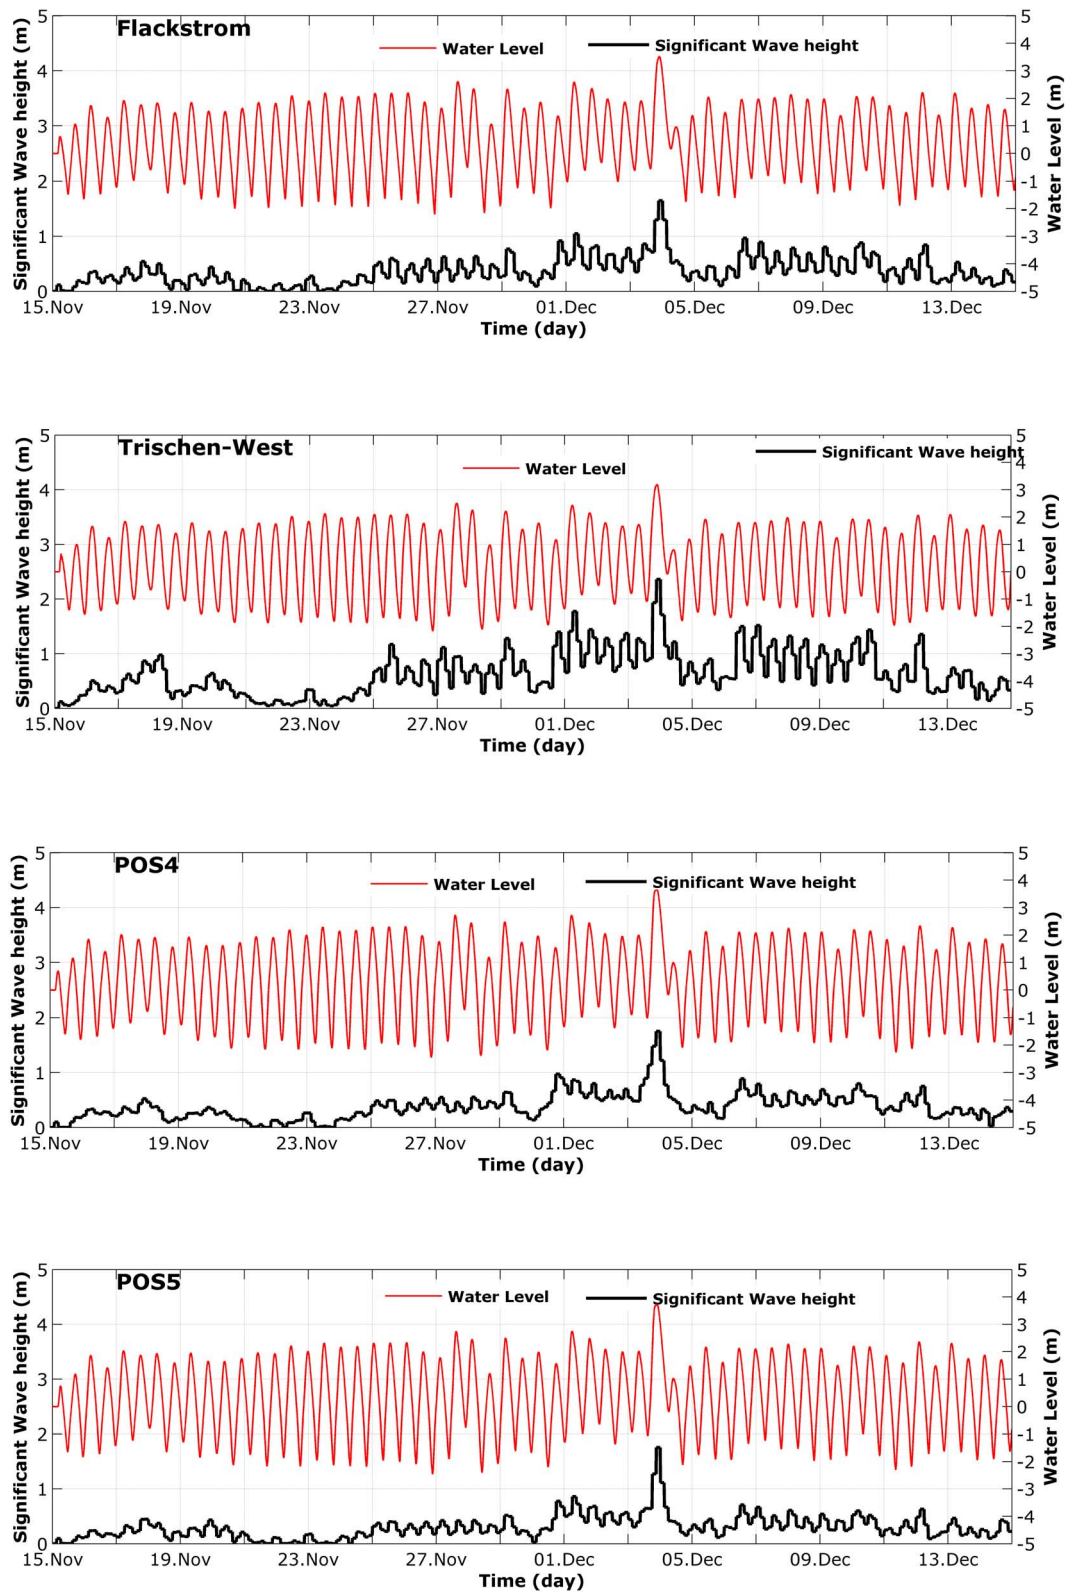 Flackstrom
Water Level
Significant Wave height
Significant Wave height (m)
5
4
3
2
1
0
5
4
3
2
1
0
-1
-2
-3
-4
-5
Water Level (m)
15.Nov 19.Nov 23.Nov 27.Nov 01.Dec 05.Dec 09.Dec 13.Dec
Time (day)
Trischen-West
Water Level
Significant Wave height
Significant Wave height (m)
5
4
3
2
1
0
5
4
3
2
1
0
-1
-2
-3
-4
-5
Water Level (m)
15.Nov 19.Nov 23.Nov 27.Nov 01.Dec 05.Dec 09.Dec 13.Dec
Time (day)
POS4
Water Level
Significant Wave height
Significant Wave height (m)
5
4
3
2
1
0
5
4
3
2
1
0
-1
-2
-3
-4
-5
Water Level (m)
15.Nov 19.Nov 23.Nov 27.Nov 01.Dec 05.Dec 09.Dec 13.Dec
Time (day)
POS5
Water Level
Significant Wave height
Significant Wave height (m)
5
4
3
2
1
0
5
4
3
2
1
0
-1
-2
-3
-4
-5
Water Level (m)
15.Nov 19.Nov 23.Nov 27.Nov 01.Dec 05.Dec 09.Dec 13.Dec
Time (day)